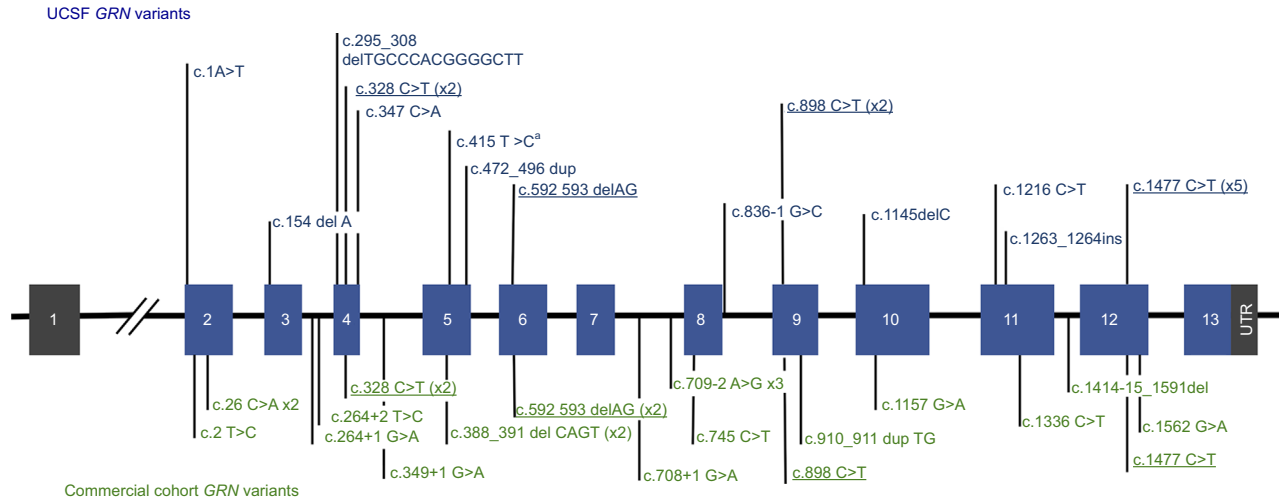 UCSF GRN variants
c.1A>T
c.295_308
delTGCCCACGGGGCTT
c.328 C>T (x2)
c.347 C>A
c.415 T >Cª
c.472_496 dup
c.592 593 delAG
c.154 del A
c.836-1 G>C
c.898 C>T (x2)
c.1145delC
c.1216 C>T
c.1263_1264ins
c.1477 C>T (x5)
1 2 3 4 5 6 7 8 9 10 11 12 13 UTR
c.26 C>A x2
c.2 T>C
c.328 C>T (x2)
c.264+2 T>C
c.264+1 G>A
c.349+1 G>A
c.388_391 del CAGT (x2)
c.592 593 delAG (x2)
c.709-2 A>G x3
c.745 C>T
c.708+1 G>A
c.898 C>T
c.910_911 dup TG
c.1157 G>A
c.1336 C>T
c.1414-15_1591del
c.1562 G>A
c.1477 C>T
Commercial cohort GRN variants